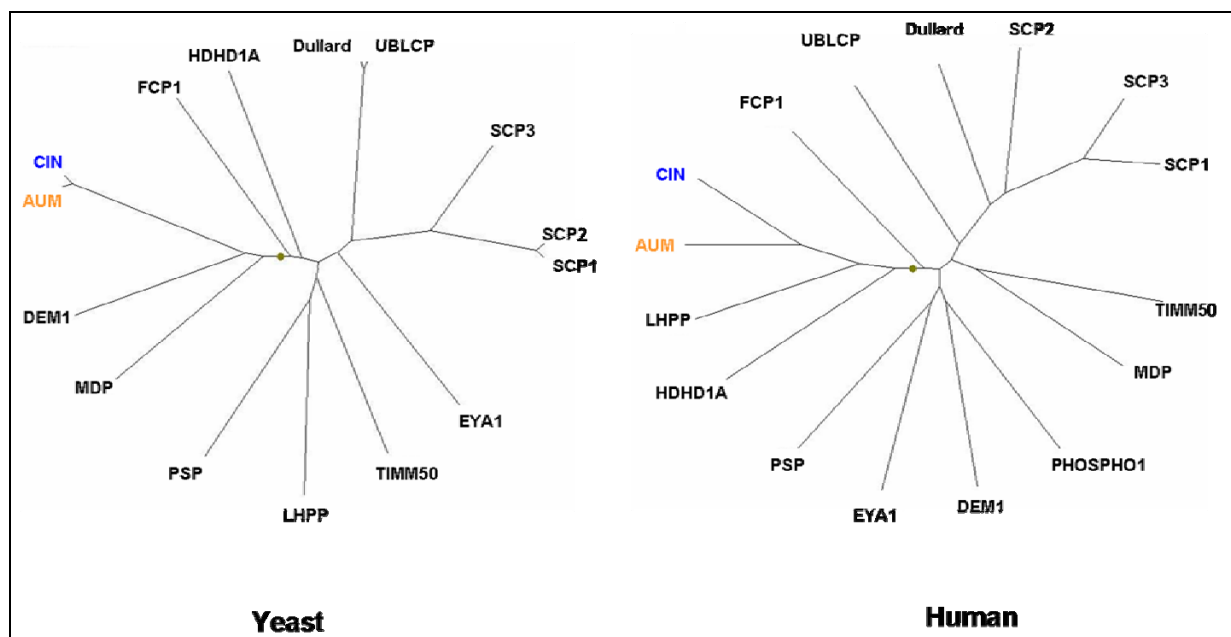 Dullard
UBLCP
HDHD1A
FCP1
SCP3
CIN
AUM
SCP2
SCP1
DEM1
MDP
EYA1
PSP
TIMM50
LHPP
Yeast
Dullard
SCP2
UBLCP
SCP3
FCP1
SCP1
CIN
AUM
TIMM50
LHPP
MDP
HDHD1A
PSP
PHOSPHO1
DEM1
EYA1
Human